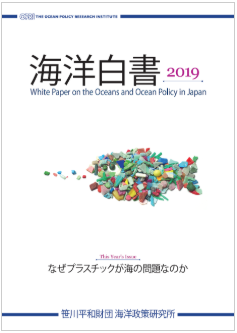 OPRI THE OCEAN POLICY RESEARCH INSTITUTE
海洋白書 2019
White Paper on the Oceans and Ocean Policy in Japan
This Year's Issue
なぜプラスチックが海の問題なのか
笹川平和財団 海洋政策研究所